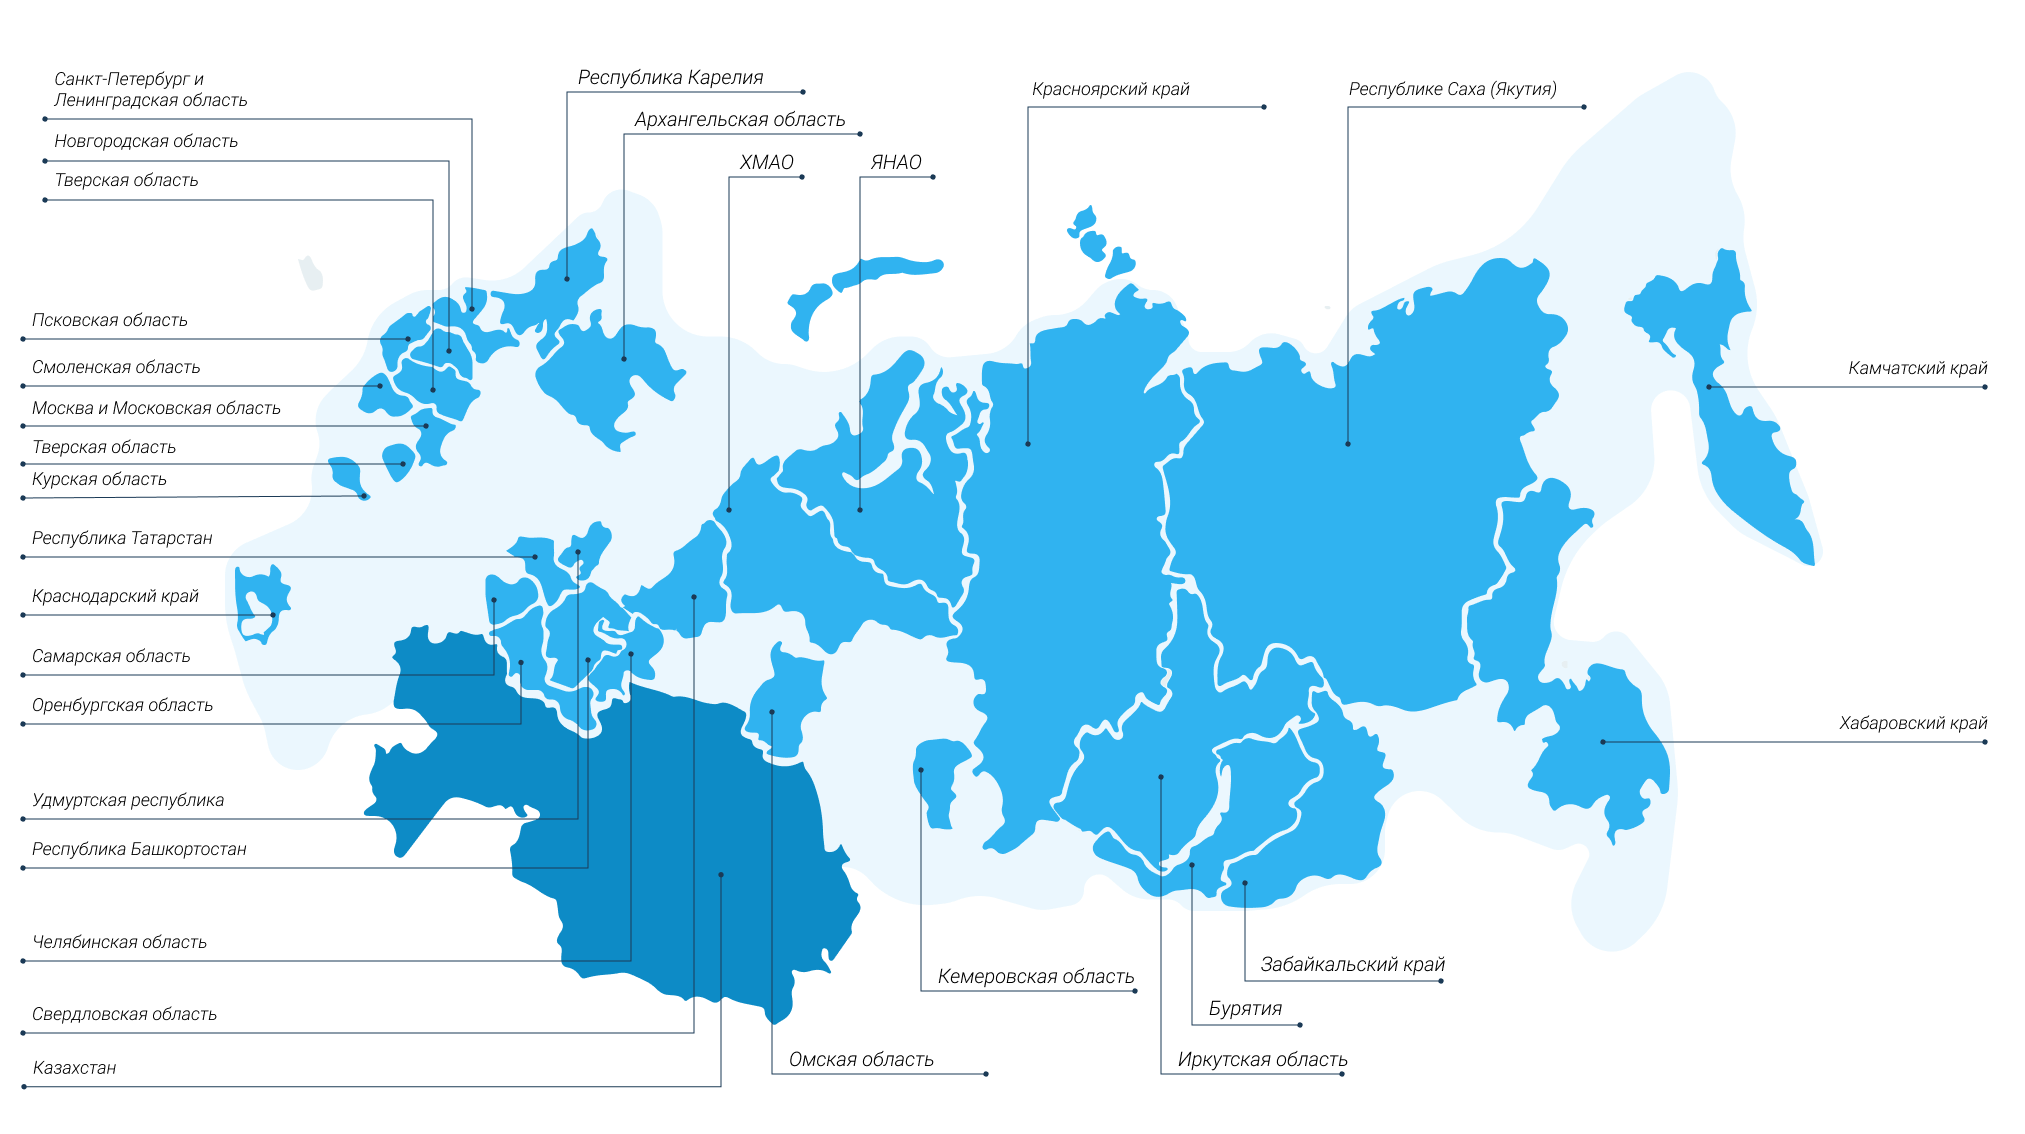 Санкт-Петербург и
Ленинградская область
Новгородская область
Тверская область
Республика Карелия
Архангельская область
ХМАО
ЯНАО
Красноярский край
Республике Саха (Якутия)
Псковская область
Смоленская область
Москва и Московская область
Тверская область
Курская область
Республика Татарстан
Краснодарский край
Самарская область
Оренбургская область
Удмуртская республика
Республика Башкортостан
Челябинская область
Свердловская область
Казахстан
Камчатский край
Хабаровский край
Кемеровская область
Забайкальский край
Бурятия
Омская область
Иркутская область